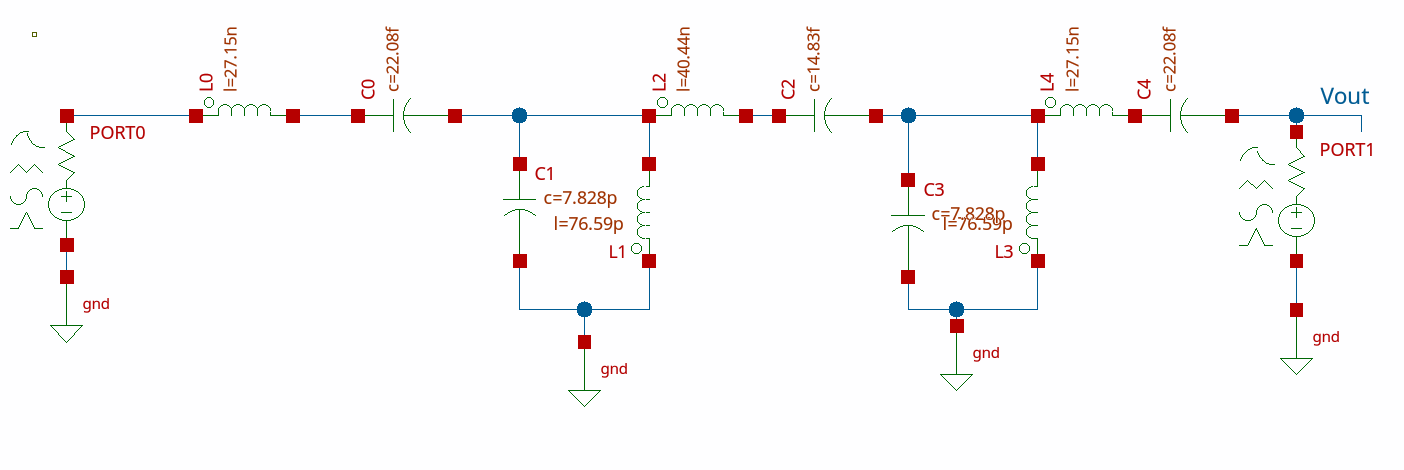 L0
l=27.15n
C0
c=22.08f
L2
l=40.44n
C2
c=14.83f
L4
l=27.15n
C4
c=22.08f
Vout
PORT0
PORT1
C1
c=7.828p
l=76.59p
L1
C3
c=7.828p
l=76.59p
L3
gnd
gnd
gnd
gnd